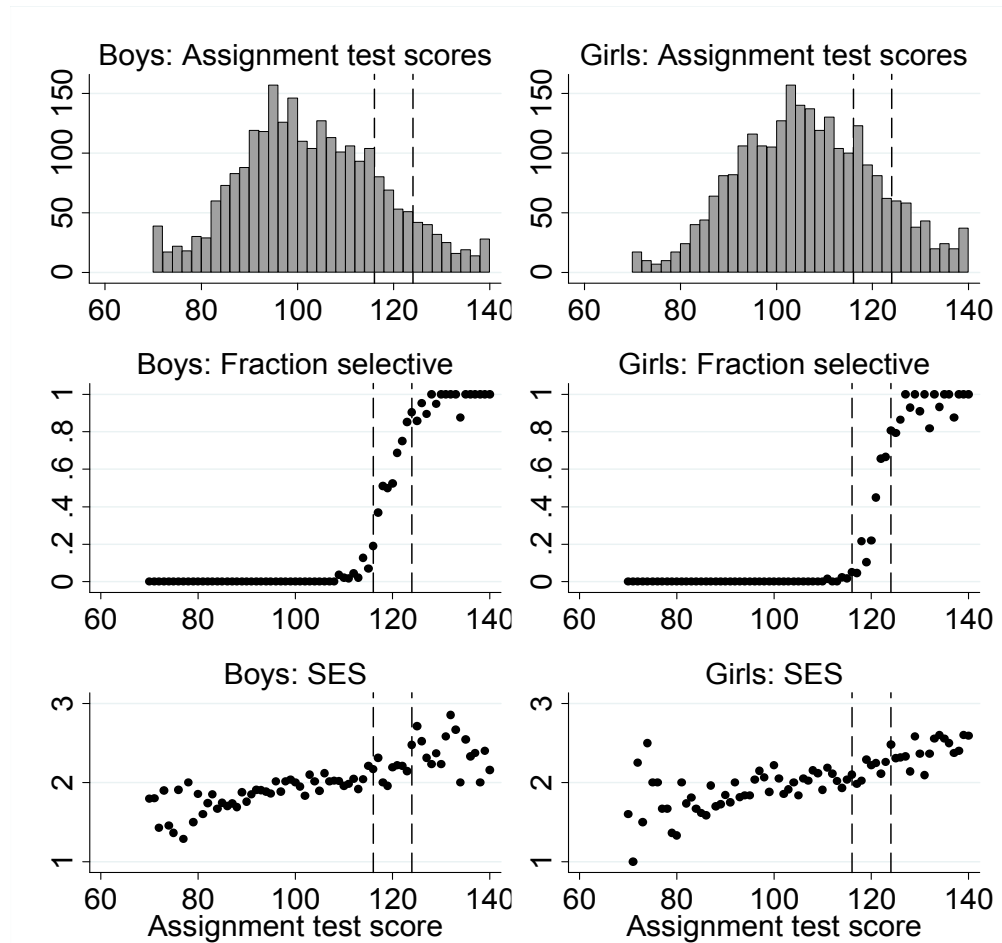 Boys: Assignment test scores
0 50 100 150
60 80 100 120 140
Girls: Assignment test scores
0 50 100 150
60 80 100 120 140
Boys: Fraction selective
0 .2 .4 .6 .8 1
60 80 100 120 140
Girls: Fraction selective
0 .2 .4 .6 .8 1
60 80 100 120 140
Boys: SES
1 2 3
60 80 100 120 140
Assignment test score
Girls: SES
1 2 3
60 80 100 120 140
Assignment test score